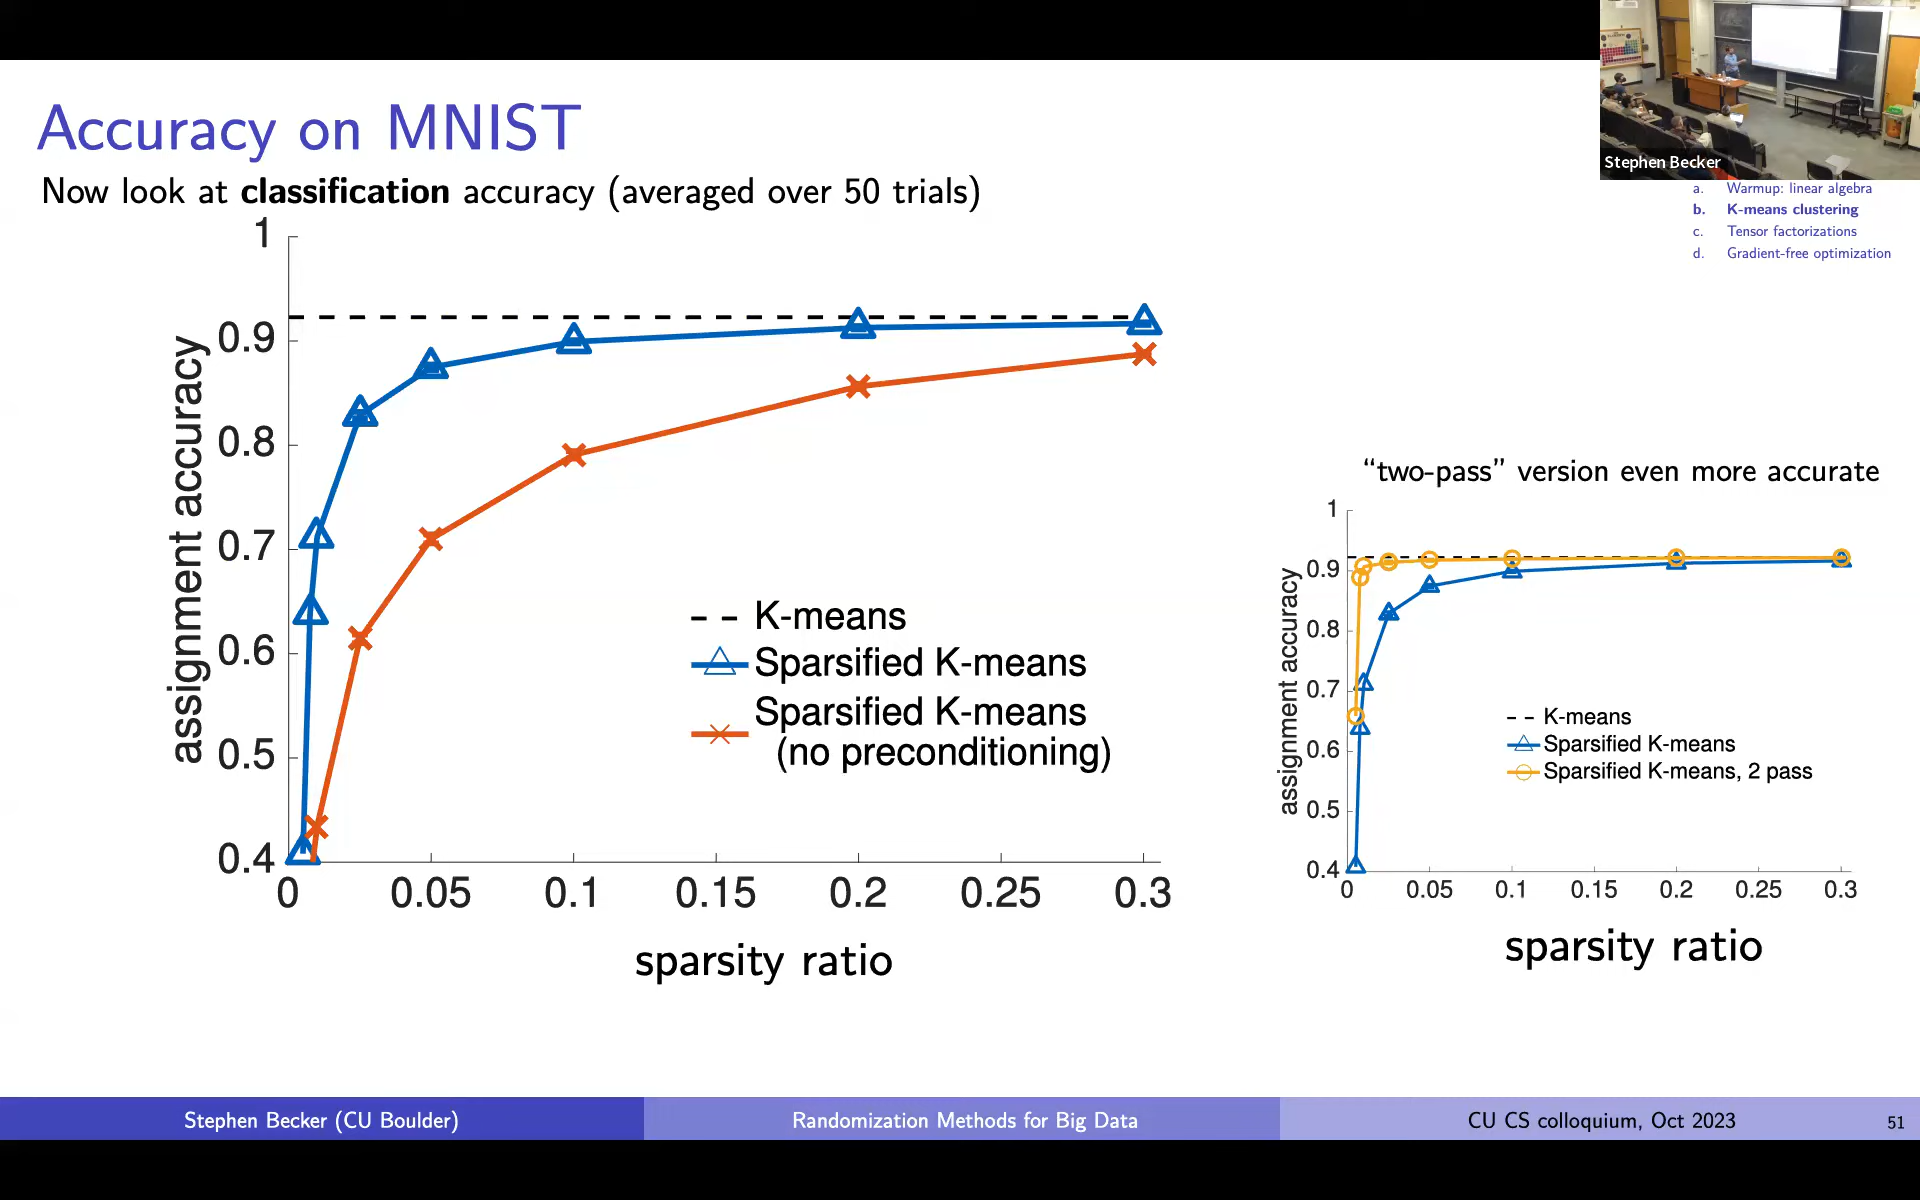 Stephen Becker
Accuracy on MNIST
Now look at classification accuracy (averaged over 50 trials)
a. Warmup: linear algebra
b. K-means clustering
c. Tensor factorizations
d. Gradient-free optimization
1
0.9
0.8
0.7
0.6
0.5
0.4
assignment accuracy
K-means
Sparsified K-means
Sparsified K-means
(no preconditioning)
0 0.05 0.1 0.15 0.2 0.25 0.3
sparsity ratio
“two-pass” version even more accurate
1
0.9
0.8
0.7
0.6
0.5
0.4
assignment accuracy
K-means
Sparsified K-means
Sparsified K-means, 2 pass
0 0.05 0.1 0.15 0.2 0.25 0.3
sparsity ratio
Stephen Becker (CU Boulder) Randomization Methods for Big Data CU CS colloquium, Oct 2023 51